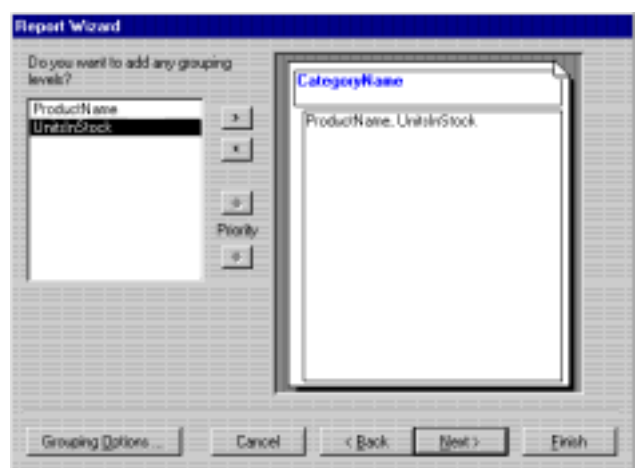 Report Wizard
Do you want to add any grouping
levels?
ProductName
UnitsInStock
>
<
Priority
CategoryName
ProductName, UnitsInStock
Grouping Options ...
Cancel
< Back
Next >
Finish